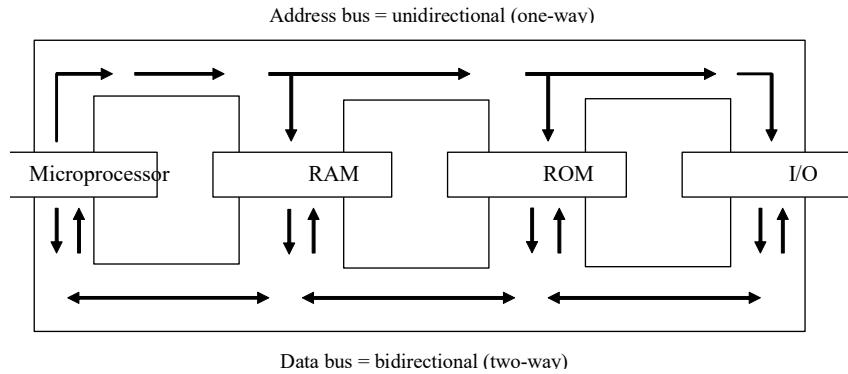 Address bus = unidirectional (one-way)
Microprocessor RAM ROM I/O
Data bus = bidirectional (two-way)